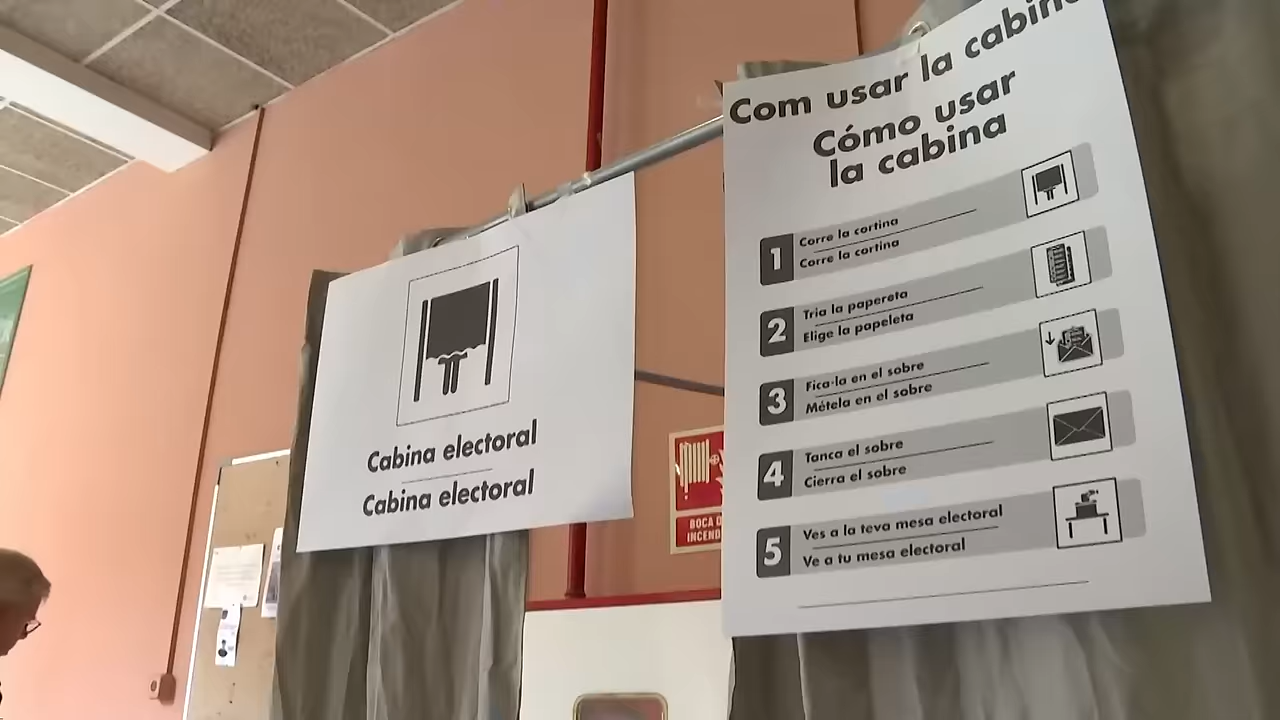 Cabina electoral
Cabina electoral
Com usar la cabina
Cómo usar
la cabina
1
Corre la cortina
Corre la cortina
2
Tria la papereta
Elige la papeleta
3
Fica·la en el sobre
Métela en el sobre
4
Tanca el sobre
Cierra el sobre
5
Ves a la teva mesa electoral
Ve a tu mesa electoral
BOCA
INCEN